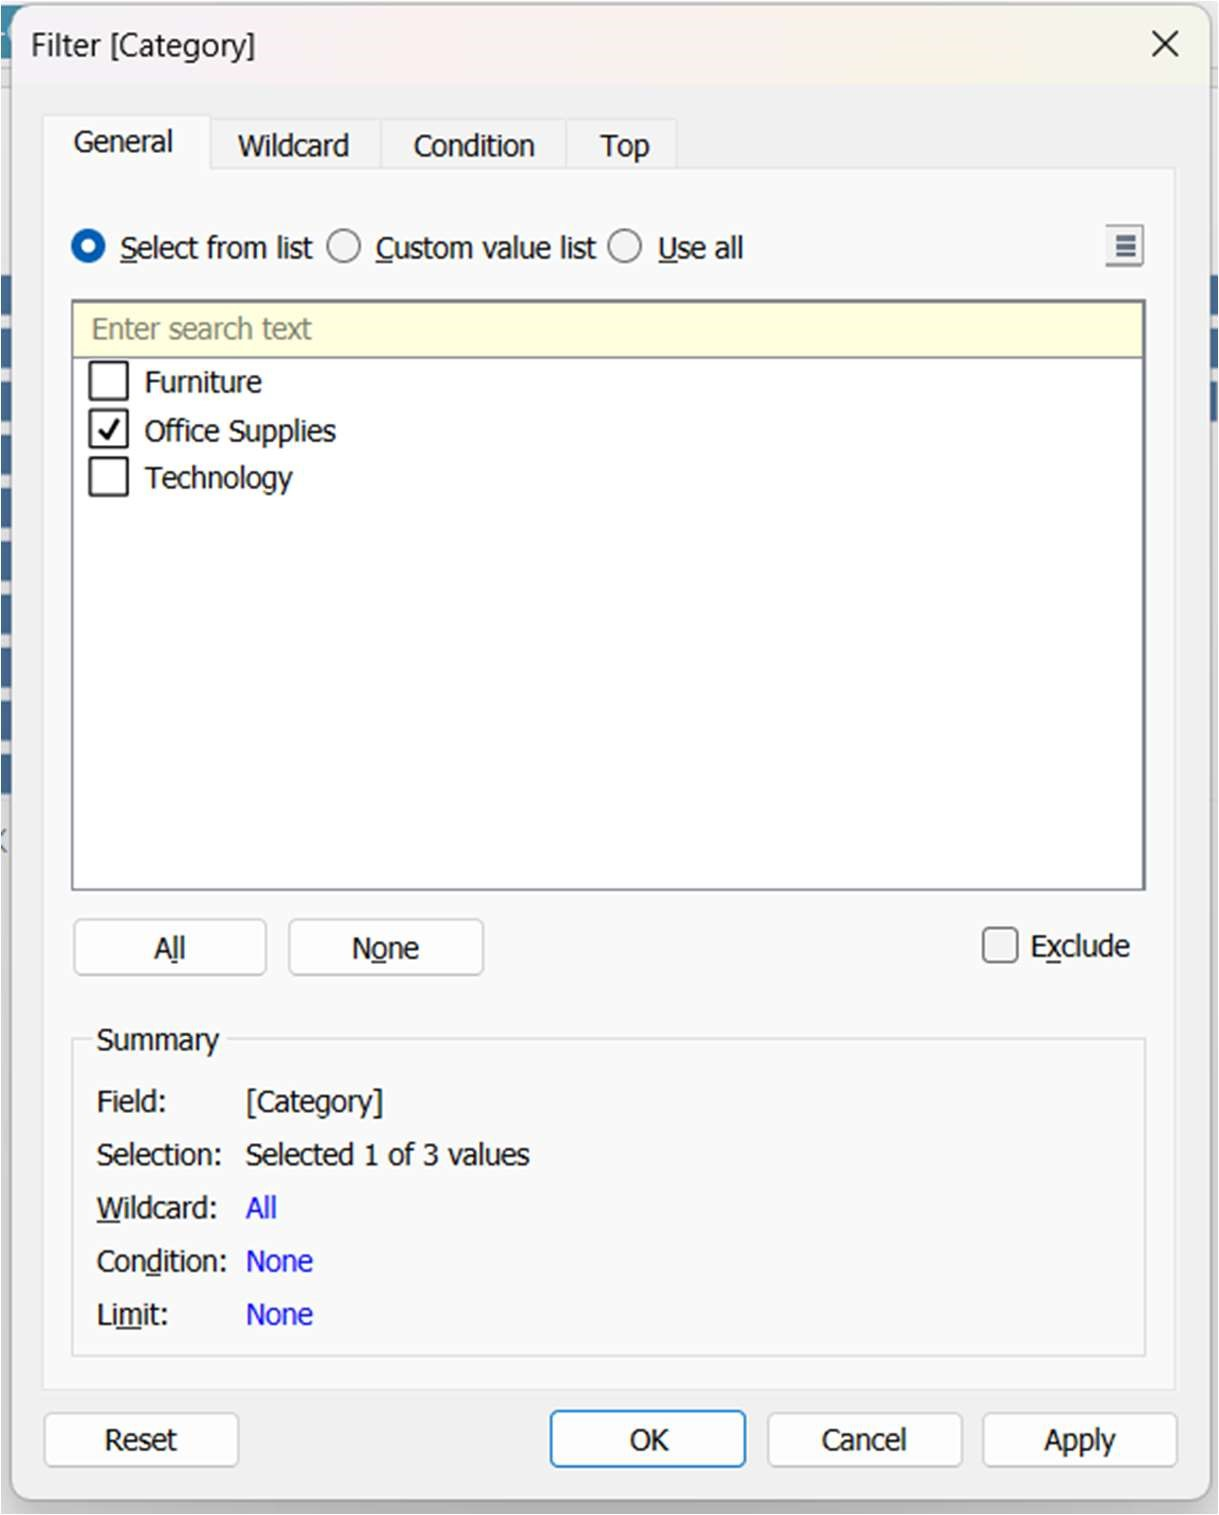 Filter [Category]
General Wildcard Condition Top
Select from list Custom value list Use all
Enter search text
Furniture
Office Supplies
Technology
All None Exclude
Summary
Field: [Category]
Selection: Selected 1 of 3 values
Wildcard: All
Condition: None
Limit: None
Reset OK Cancel Apply